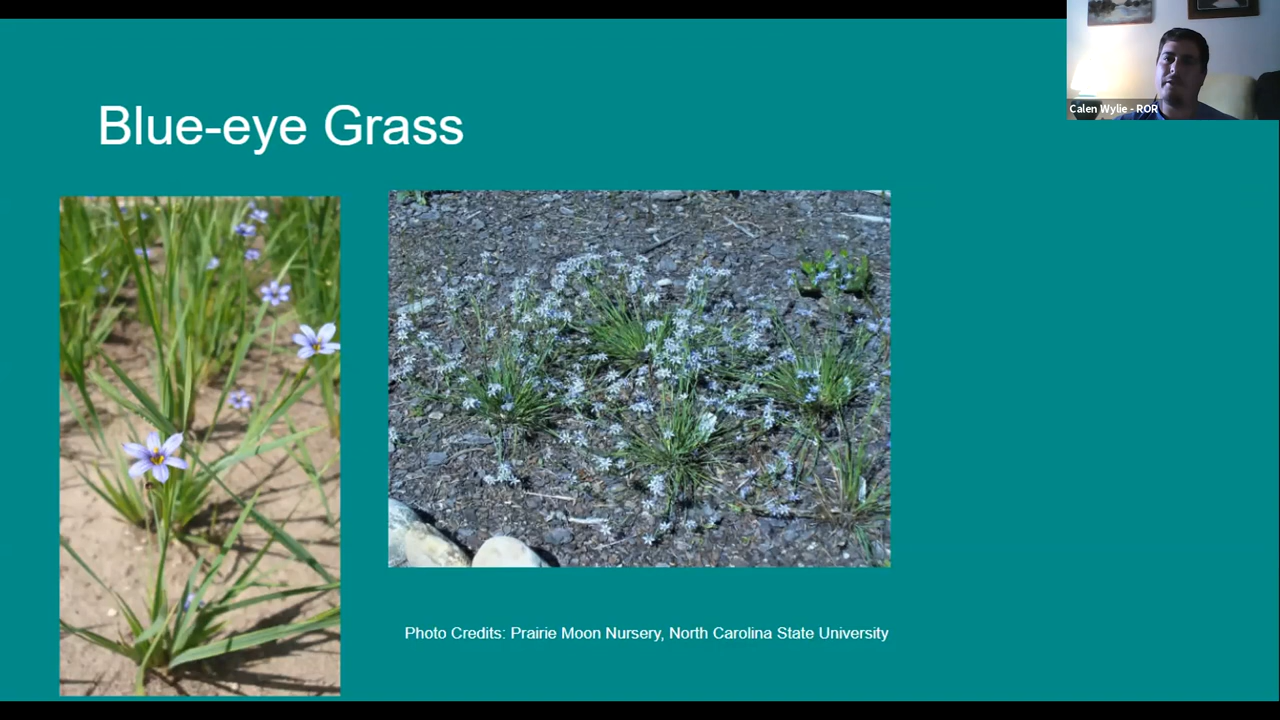 Blue-eye Grass
Calen Wylie - ROR
Photo Credits: Prairie Moon Nursery, North Carolina State University